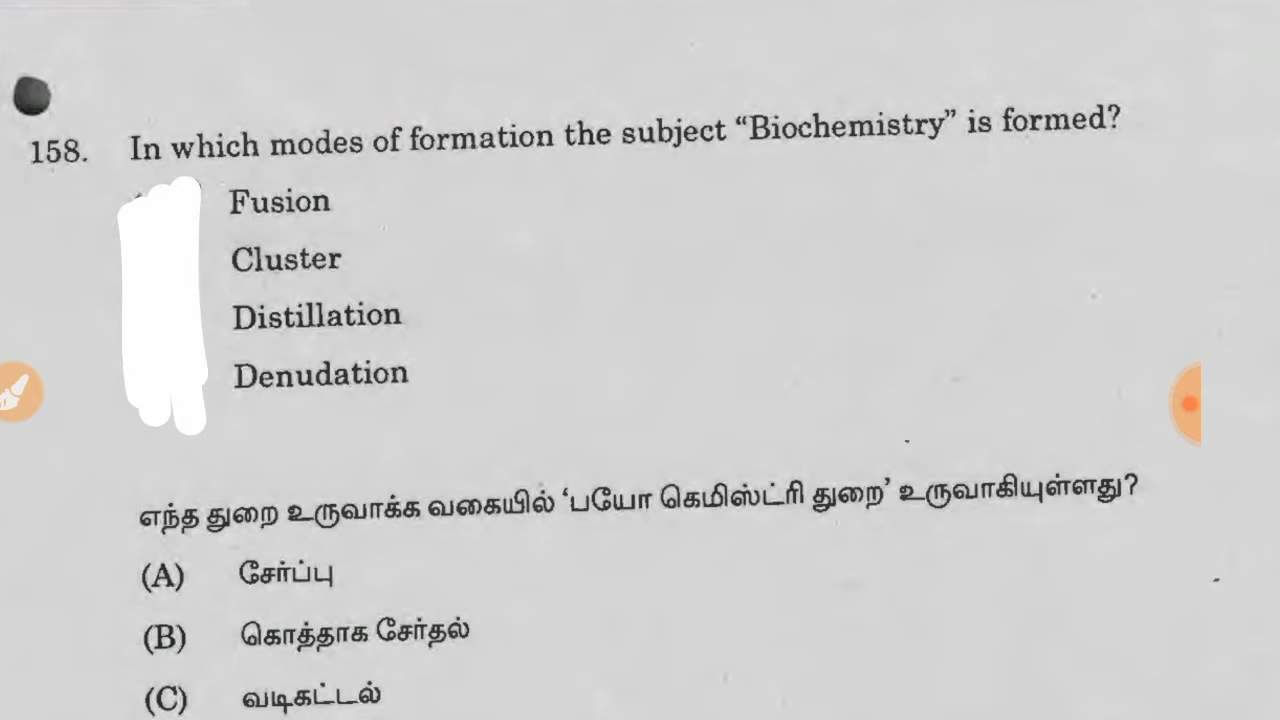 158. In which modes of formation the subject “Biochemistry” is formed?
Fusion
Cluster
Distillation
Denudation
எந்த துறை உருவாக்க வகையில் ‘பயோ கெமிஸ்ட்ரி துறை’ உருவாகியுள்ளது?
(A) சேர்ப்பு
(B) கொத்தாக சேர்தல்
(C) வடிகட்டல்